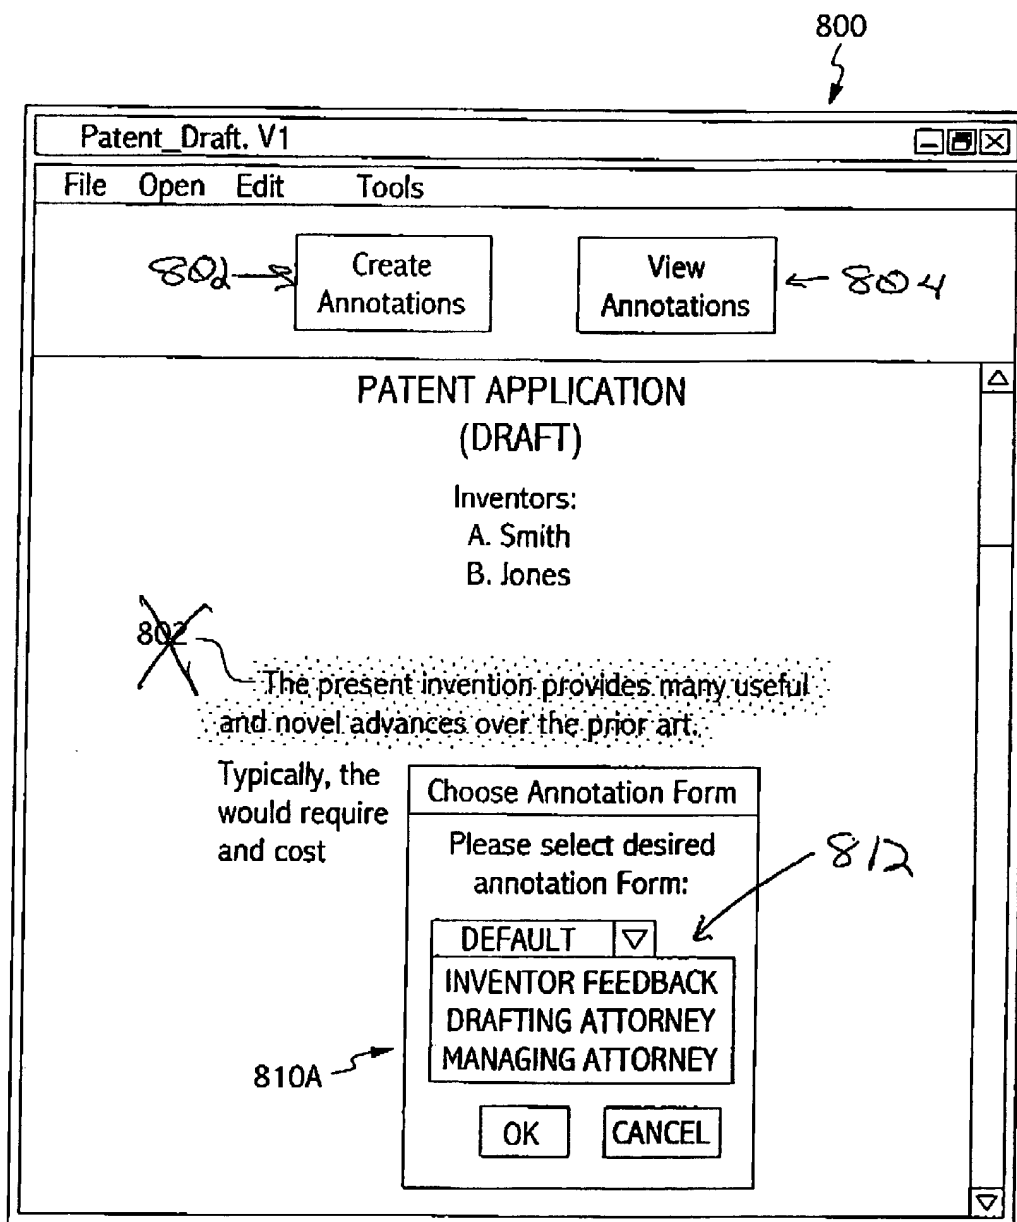 800
Patent_Draft. V1
File Open Edit Tools
802
Create
Annotations
View
Annotations
804
PATENT APPLICATION
(DRAFT)
Inventors:
A. Smith
B. Jones
802
The present invention provides many useful
and novel advances over the prior art.
Typically, the
would require
and cost
Choose Annotation Form
Please select desired
annotation Form:
812
DEFAULT
INVENTOR FEEDBACK
DRAFTING ATTORNEY
MANAGING ATTORNEY
810A
OK CANCEL